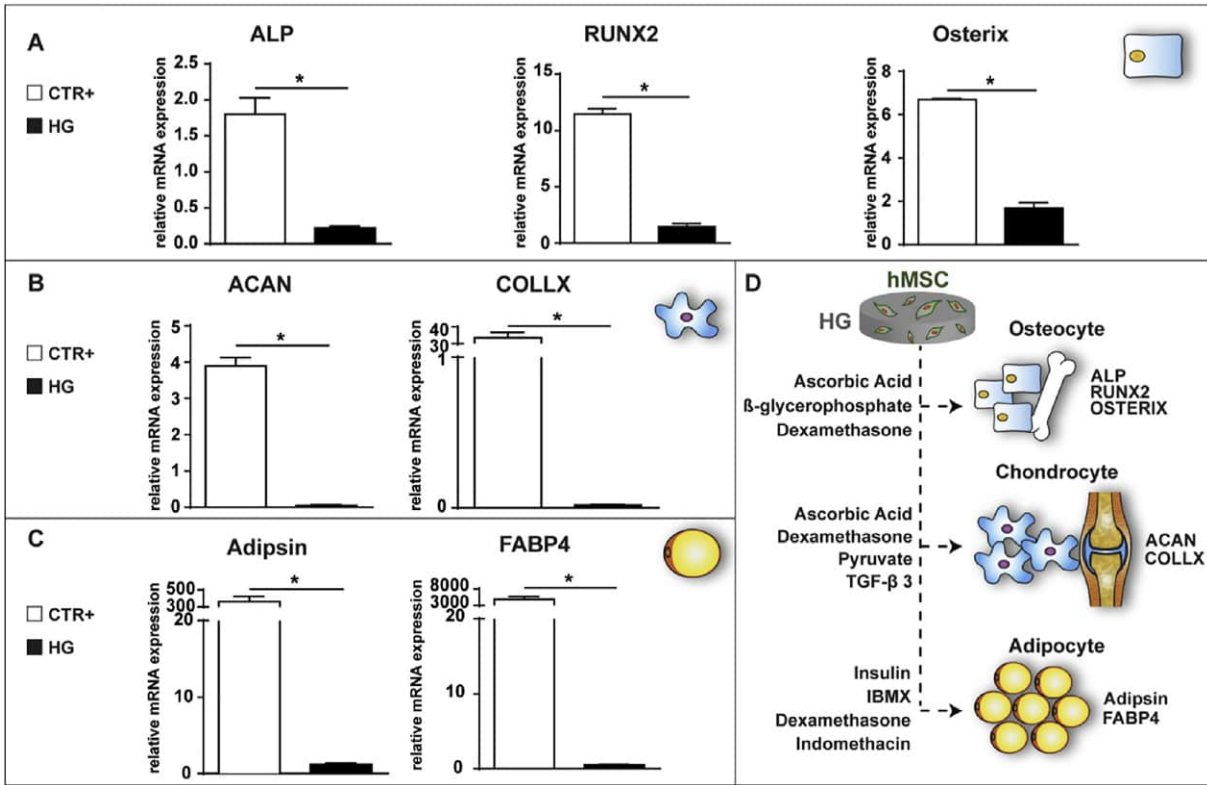 A
ALP
RUNX2
Osterix
CTR+
HG
relative mRNA expression
2.5
2.0
1.5
1.0
0.5
0.0
*
relative mRNA expression
15
10
5
0
*
relative mRNA expression
8
6
4
2
0
*
B
ACAN
COLLX
CTR+
HG
relative mRNA expression
5
4
3
2
1
0
*
relative mRNA expression
40
30
1
0
*
C
Adipsin
FABP4
CTR+
HG
relative mRNA expression
500
300
20
10
0
*
relative mRNA expression
8000
3000
20
10
0
*
D
hMSC
HG
Osteocyte
Ascorbic Acid
ß-glycerophosphate
Dexamethasone
ALP
RUNX2
OSTERIX
Chondrocyte
Ascorbic Acid
Dexamethasone
Pyruvate
TGF-β 3
ACAN
COLLX
Adipocyte
Insulin
IBMX
Dexamethasone
Indomethacin
Adipsin
FABP4